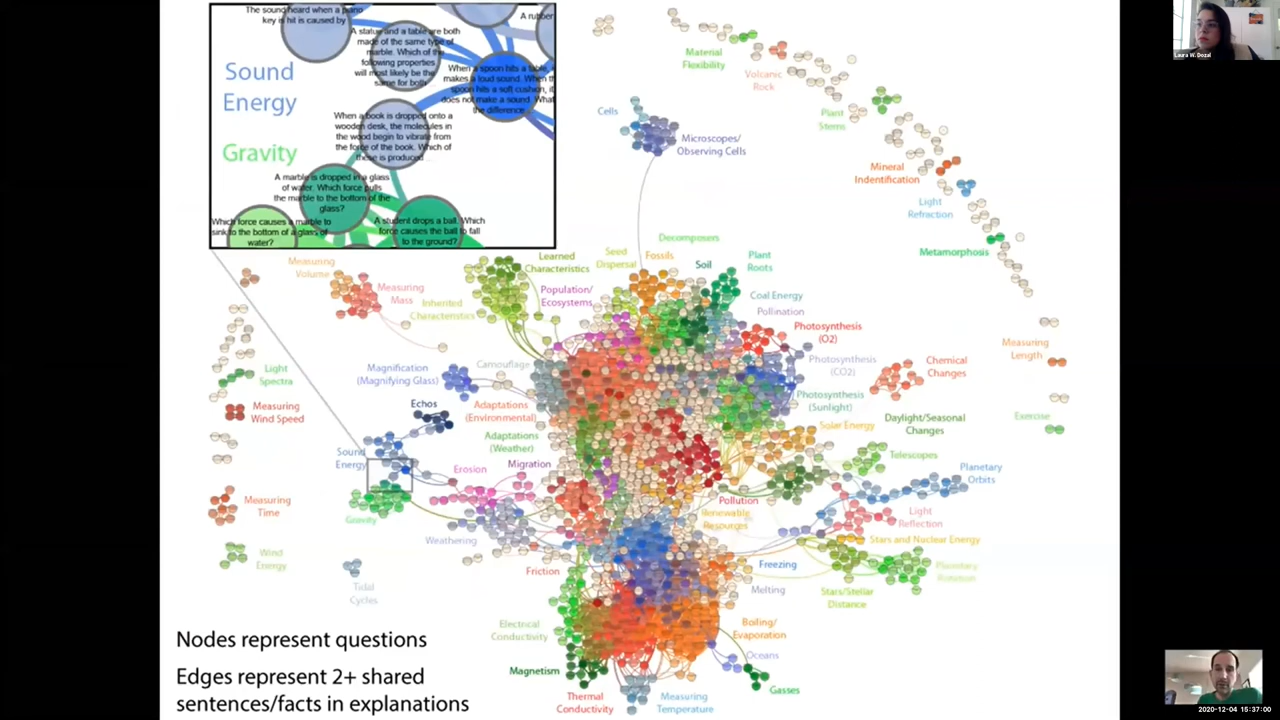 The sound heard when a piano
key is hit is caused by
A rubber
A statue and a table are both
made of the same type of
marble. Which of the
following properties
will most likely be the
same for both
When a spoon hits a table,
makes a loud sound. When th
spoon hits a soft cushion, it
does not make a sound. What
the difference
Sound
Energy
When a book is dropped onto a
wooden desk, the molecules in
the wood begin to vibrate from
the force of the book. Which of
these is produced
Gravity
A marble is dropped in a glass
of water. Which force pulls
the marble to the bottom of the
glass?
Which force causes a marble to
sink to the bottom of a glass of
water?
A student drops a ball. Which
force causes the ball to fall
to the ground?
Material
Flexibility
Volcanic
Rock
Plant
Stems
Cells
Microscopes/
Observing Cells
Mineral
Indentification
Light
Refraction
Metamorphosis
Decomposers
Seed
Dispersal
Fossils
Soil
Plant
Roots
Learned
Characteristics
Measuring
Volume
Measuring
Mass
Inherited
Characteristics
Population/
Ecosystems
Coal Energy
Pollination
Photosynthesis
(O2)
Photosynthesis
(CO2)
Photosynthesis
(Sunlight)
Chemical
Changes
Measuring
Length
Light
Spectra
Magnification
(Magnifying Glass)
Camouflage
Measuring
Wind Speed
Echos
Adaptations
(Environmental)
Adaptations
(Weather)
Solar Energy
Daylight/Seasonal
Changes
Exercise
Telescopes
Sound
Energy
Erosion
Migration
Planetary
Orbits
Measuring
Time
Gravity
Pollution
Renewable
Resources
Light
Reflection
Weathering
Stars and Nuclear Energy
Wind
Energy
Tidal
Cycles
Friction
Freezing
Melting
Planetary
Rotation
Stars/Stellar
Distance
Electrical
Conductivity
Boiling/
Evaporation
Oceans
Magnetism
Gasses
Thermal
Conductivity
Measuring
Temperature
Nodes represent questions
Edges represent 2+ shared
sentences/facts in explanations
Laura W. Dozal
2020-12-04 15:37:00